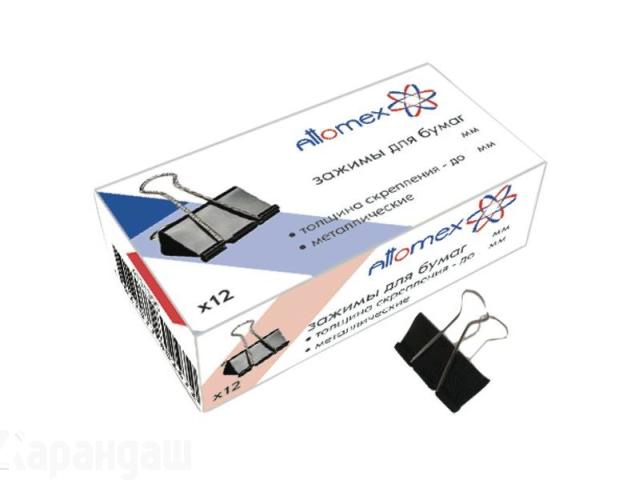 Attomex
зажимы для бумаг
мм
• толщина скрепления - до мм
• металлические
x12
Attomex
зажимы для бумаг
мм
• толщина скрепления - до мм
• металлические
x12
Карандаш